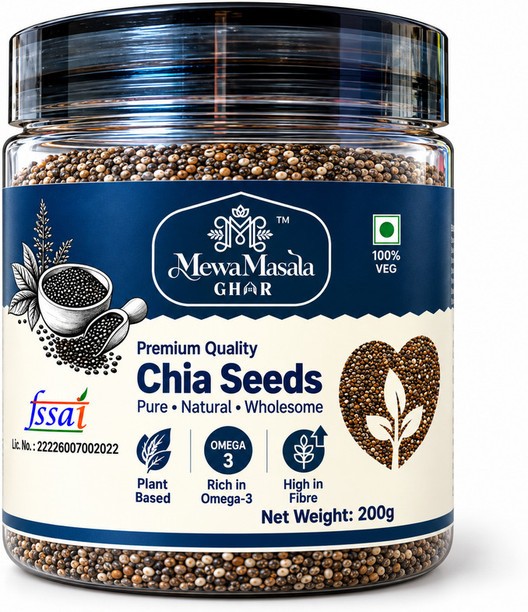 TM
MewaMasala
GHAR
100%
VEG
Premium Quality
Chia Seeds
Pure • Natural • Wholesome
fssai
Lic. No. : 22226007002022
Plant
Based
OMEGA
3
Rich in
Omega-3
High in
Fibre
Net Weight: 200g